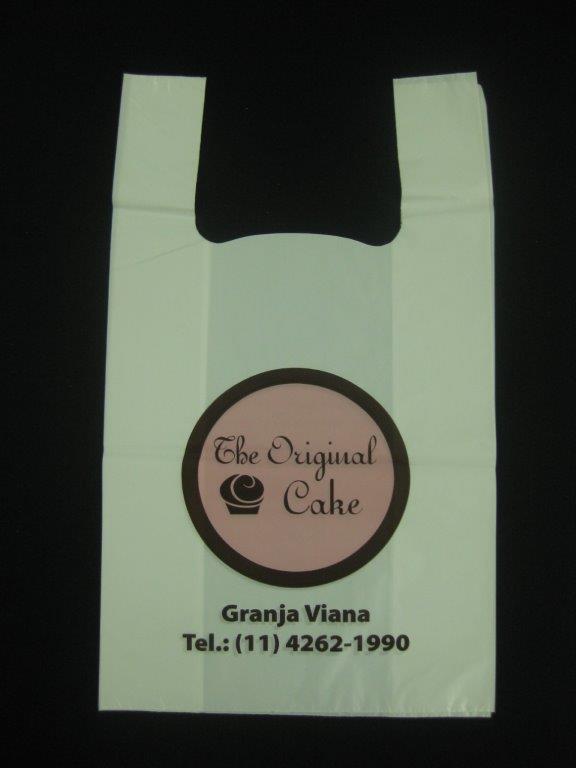 The Original
Cake
Granja Viana
Tel.: (11) 4262-1990